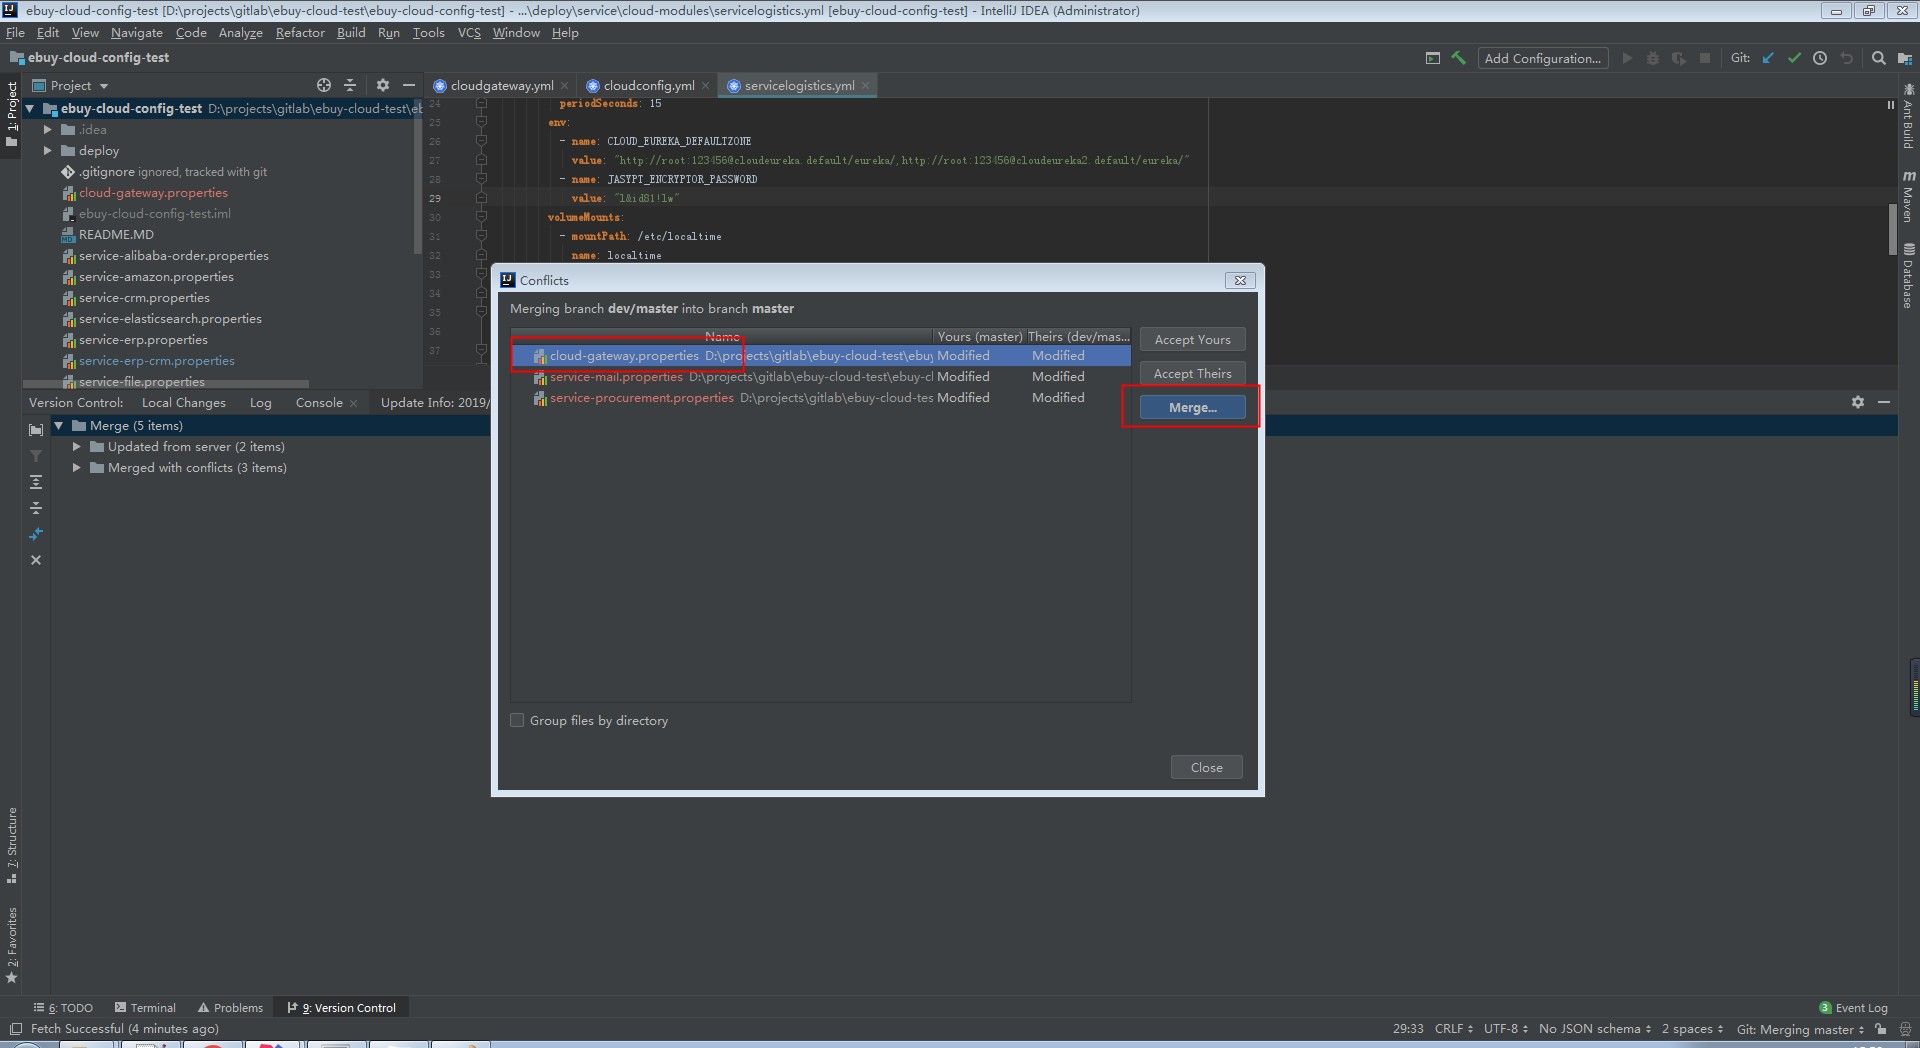 ebuy-cloud-config-test [D:\projects\gitlab\ebuy-cloud-test\ebuy-cloud-config-test] - ...\deploy\service\cloud-modules\servicelogistics.yml [ebuy-cloud-config-test] - IntelliJ IDEA (Administrator)
File Edit View Navigate Code Analyze Refactor Build Run Tools VCS Window Help
ebuy-cloud-config-test
Add Configuration...
Git:
Project
cloudgateway.yml
cloudconfig.yml
servicelogistics.yml
1: Project
ebuy-cloud-config-test D:\projects\gitlab\ebuy-cloud-test\eb
.idea
deploy
.gitignore ignored, tracked with git
cloud-gateway.properties
ebuy-cloud-config-test.iml
README.MD
service-alibaba-order.properties
service-amazon.properties
service-crm.properties
service-elasticsearch.properties
service-erp.properties
service-erp-crm.properties
service-file.properties
24 periodSeconds: 15
25 env:
26 - name: CLOUD_EUREKA_DEFAULTZONE
27 value: "http://root:123456@cloudeureka.default/eureka/,http://root:123456@cloudeureka2.default/eureka/"
28 - name: JASYPT_ENCRYPTOR_PASSWORD
29 value: "l&id81!lw"
30 volumeMounts:
31 - mountPath: /etc/localtime
32 name: localtime
33
34
35
36
37
Ant Build
Maven
Database
Conflicts
Merging branch dev/master into branch master
Name Yours (master) Theirs (dev/mas...
cloud-gateway.properties D:\projects\gitlab\ebuy-cloud-test\ebuy Modified Modified
service-mail.properties D:\projects\gitlab\ebuy-cloud-test\ebuy-cl Modified Modified
service-procurement.properties D:\projects\gitlab\ebuy-cloud-tes Modified Modified
Accept Yours
Accept Theirs
Merge...
Group files by directory
Close
Version Control: Local Changes Log Console Update Info: 2019/
Merge (5 items)
Updated from server (2 items)
Merged with conflicts (3 items)
7: Structure
2: Favorites
6: TODO Terminal Problems 9: Version Control
3 Event Log
Fetch Successful (4 minutes ago)
29:33 CRLF UTF-8 No JSON schema 2 spaces Git: Merging master